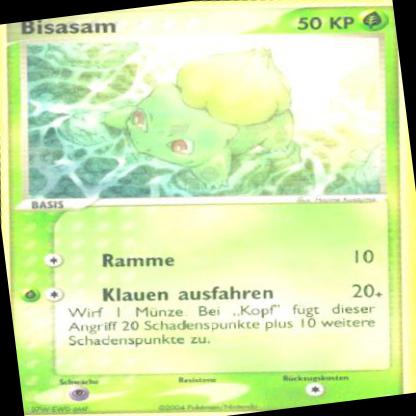 Bisasam 50 KP
BASIS
Ramme 10
Klauen ausfahren 20+
Wirf 1 Münze. Bei „Kopf" fügt dieser
Angriff 20 Schadenspunkte plus 10 weitere
Schadenspunkte zu.
Schwäche Resistenz Rückzugskosten
©2004 Pokémon/Nintendo